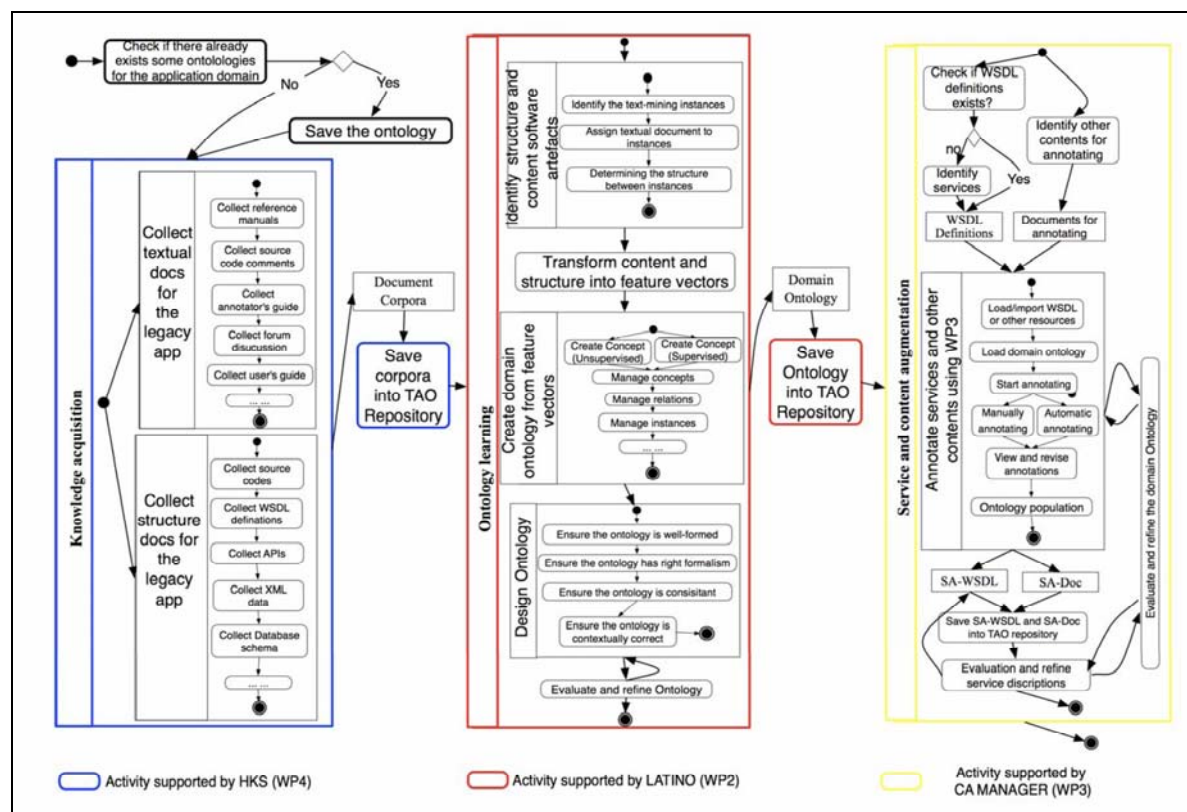 Check if there already
exists some ontolologies
for the application domain
No
Yes
Save the ontology
Knowledge acquisition
Collect
textual docs
for the
legacy app
Collect reference
manuals
Collect source
code comments
Collect
annotator's guide
Collect forum
disucussion
Collect user's guide
... ...
Collect
structure
docs for the
legacy app
Collect source
codes
Collect WSDL
definations
Collect APIs
Collect XML
data
Collect Database
schema
... ...
Document
Corpora
Save
corpora
into TAO
Repository
Ontology learning
Identify structure and
content software
artefacts
Identify the text-mining instances
Assign textual document to
instances
Determining the structure
between instances
Transform content and
structure into feature vectors
Create domain
ontology from feature
vectors
Create Concept
(Unsupervised)
Create Concept
(Supervised)
Manage concepts
Manage relations
Manage instances
... ...
Design Ontology
Ensure the ontology is well-formed
Ensure the ontology has right formalism
Ensure the ontology is consisitant
Ensure the ontology is
contextually correct
Evaluate and refine Ontology
Domain
Ontology
Save
Ontology
into TAO
Repository
Service and content augmentation
Check if WSDL
definitions
exists?
no
Yes
Identify
services
WSDL
Definitions
Identify other
contents for
annotating
Documents for
annotating
Annotate services and other
contents using WP3
Load/import WSDL
or other resources
Load domain ontology
Start annotating
Manually
annotating
Automatic
annotating
View and revise
annotations
Ontology population
SA-WSDL
SA-Doc
Save SA-WSDL and SA-Doc
into TAO repository
Evaluation and refine
service discriptions
Evaluate and refine the domain Ontology
Activity supported by HKS (WP4)
Activity supported by LATINO (WP2)
Activity supported by
CA MANAGER (WP3)